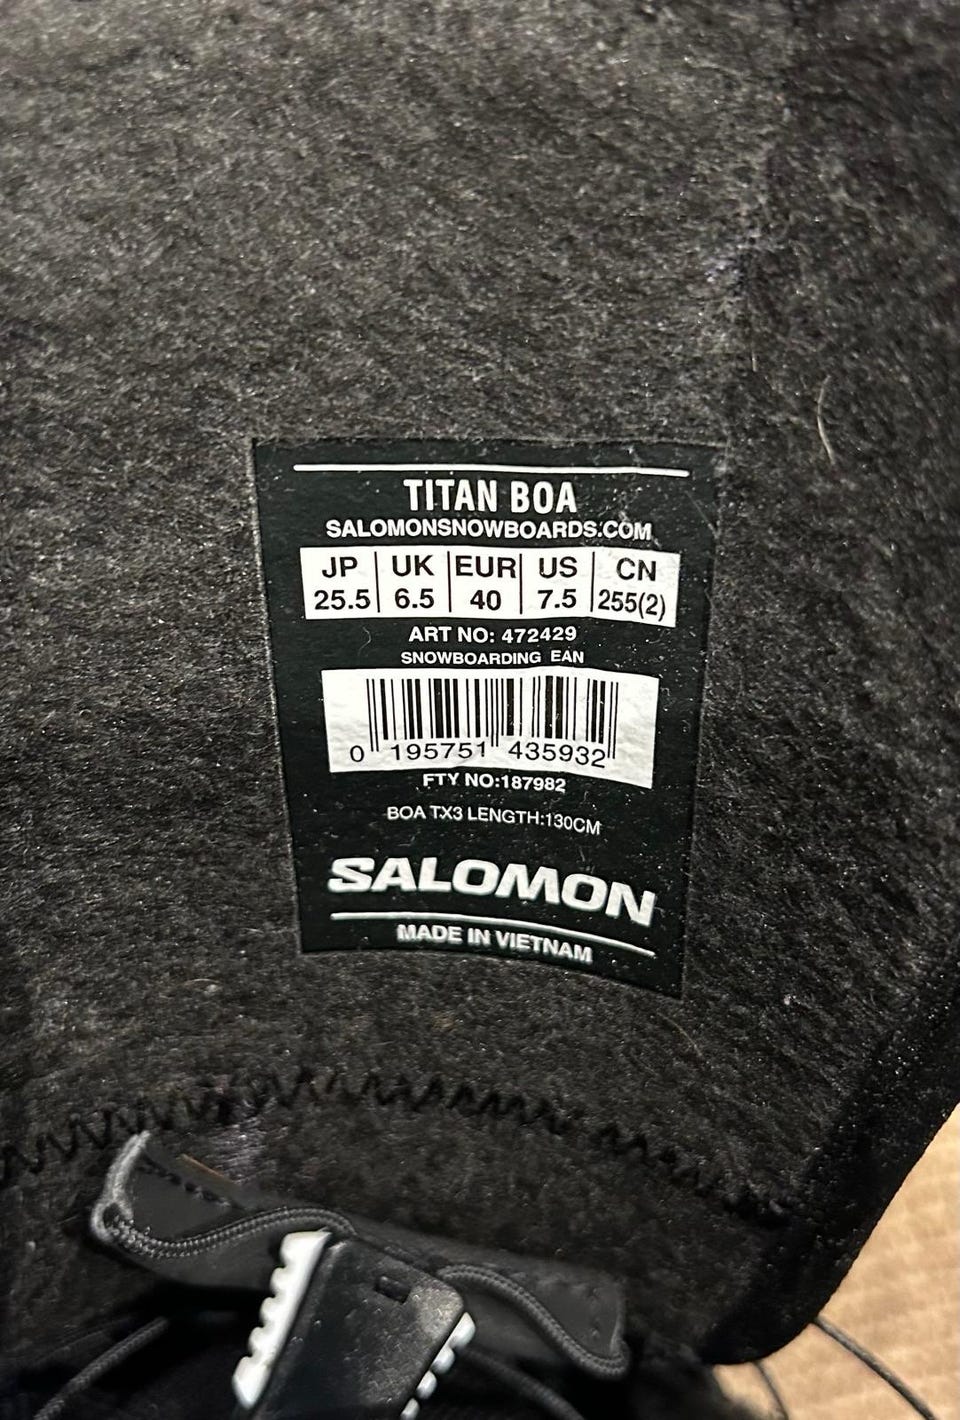 TITAN BOA
SALOMONSNOWBOARDS.COM
JP UK EUR US CN
25.5 6.5 40 7.5 255(2)
ART NO: 472429
SNOWBOARDING EAN
0 195751 435932
FTY NO:187982
BOA TX3 LENGTH:130CM
SALOMON
MADE IN VIETNAM